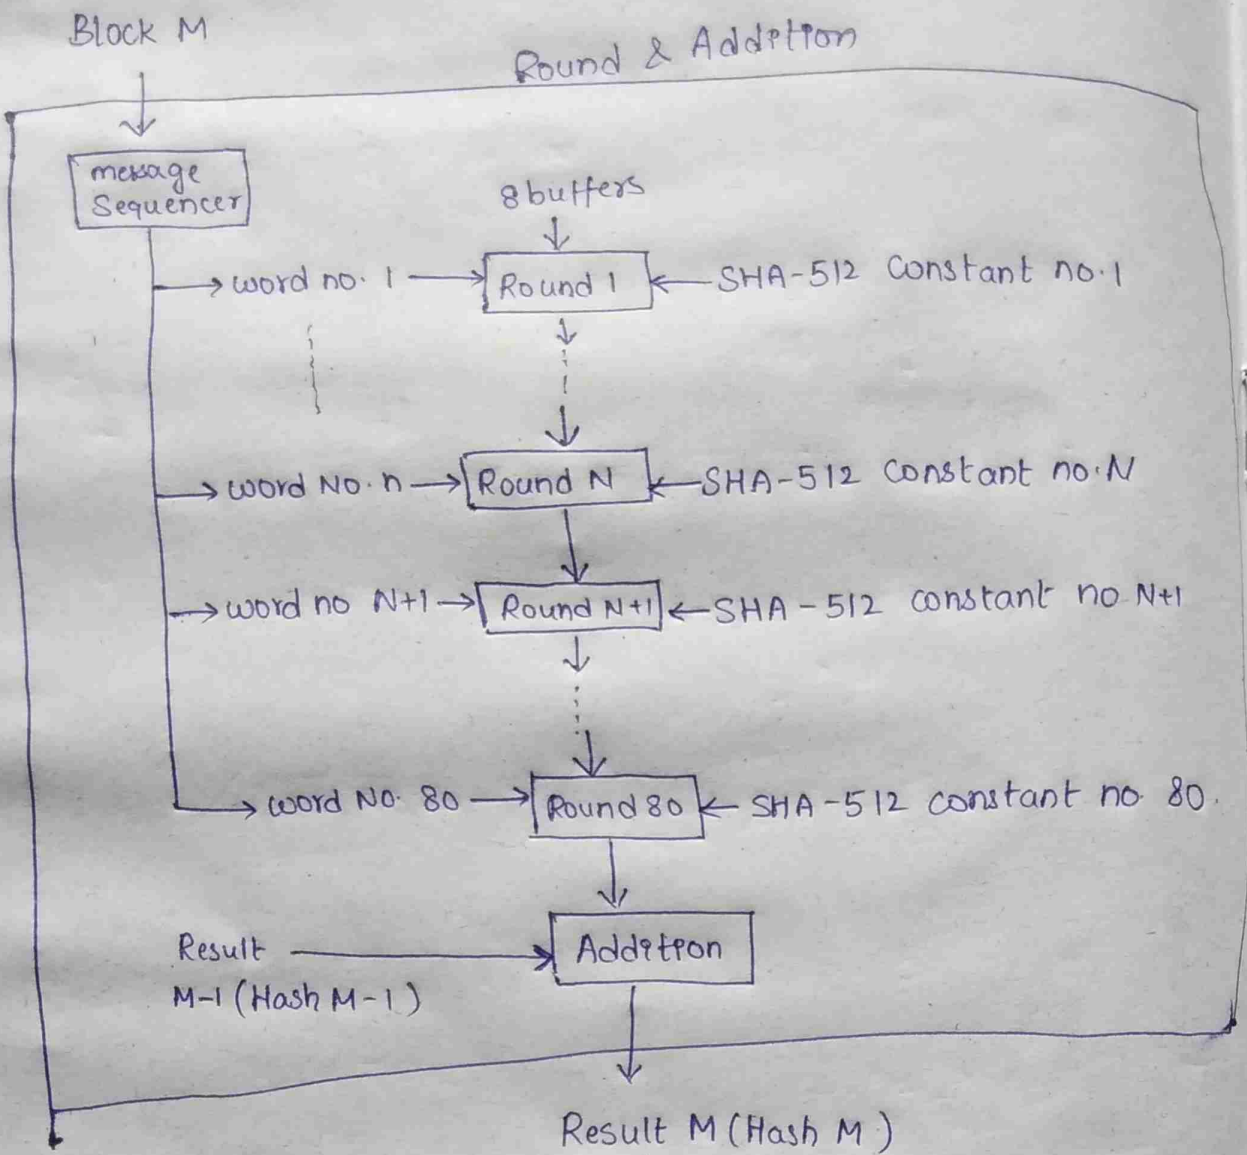 Block M
Round & Addition
message
Sequencer
8 buffers
word no. 1 Round 1 SHA-512 Constant no. 1
word No. n Round N SHA-512 Constant no. N
word no N+1 Round N+1 SHA-512 constant no N+1
word No. 80 Round 80 SHA-512 constant no. 80.
Result Addition
M-1 (Hash M-1)
Result M (Hash M)